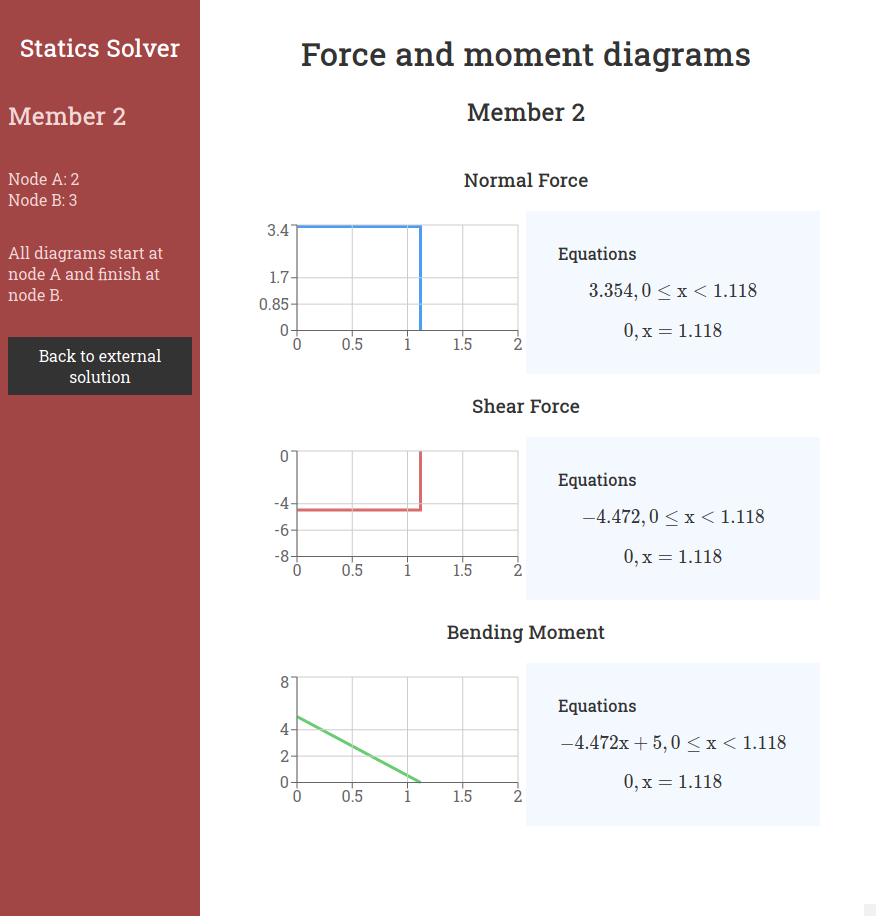 Statics Solver
Member 2
Node A: 2
Node B: 3
All diagrams start at
node A and finish at
node B.
Back to external
solution
Force and moment diagrams
Member 2
Normal Force
3.4
1.7
0.85
0
0 0.5 1 1.5 2
Equations
3.354, 0 ≤ x < 1.118
0, x = 1.118
Shear Force
0
-4
-6
-8
0 0.5 1 1.5 2
Equations
−4.472, 0 ≤ x < 1.118
0, x = 1.118
Bending Moment
8
4
2
0
0 0.5 1 1.5 2
Equations
−4.472x + 5, 0 ≤ x < 1.118
0, x = 1.118